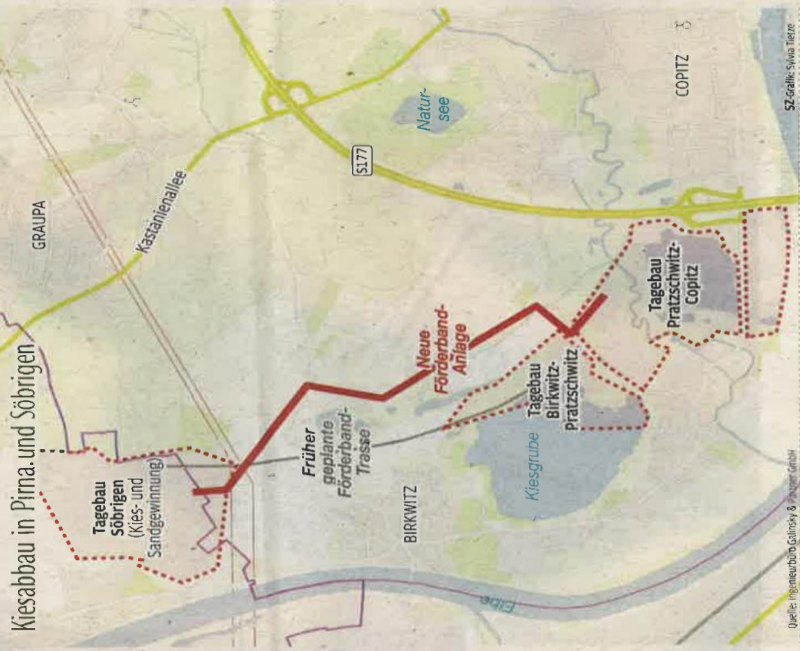 Kiesabbau in Pirna und Söbrigen
GRAUPA
Kastanienallee
S177
Natur-
see
COPITZ
Tagebau
Söbrigen
(Kies- und
Sandgewinnung)
Früher
geplante
Förderband-
Trasse
Neue
Förderband-
Anlage
BIRKWITZ
Kiesgrube
Tagebau
Birkwitz-
Pratzschwitz
Tagebau
Pratzschwitz-
Copitz
Elbe
Quelle: Ingenieurbüro Galinsky & Partner GmbH
SZ-Grafik: Sylvia Tietze